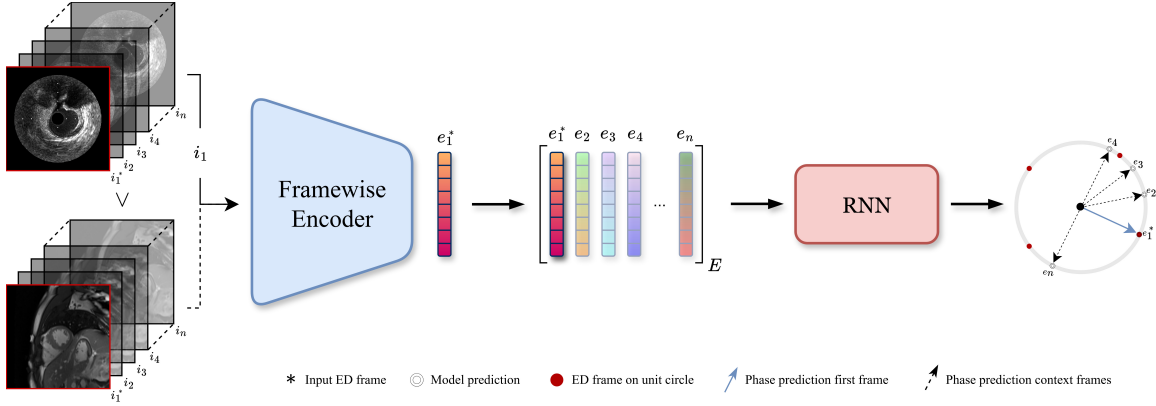 i_n
i_4
i_3
i_2
i_1^*
∨
i_n
i_4
i_3
i_2
i_1^*
i_1
Framewise
Encoder
e_1^*
e_1^* e_2 e_3 e_4 ... e_n
E
RNN
e_4
e_3
e_2
e_1^*
e_n
* Input ED frame
Model prediction
ED frame on unit circle
Phase prediction first frame
Phase prediction context frames